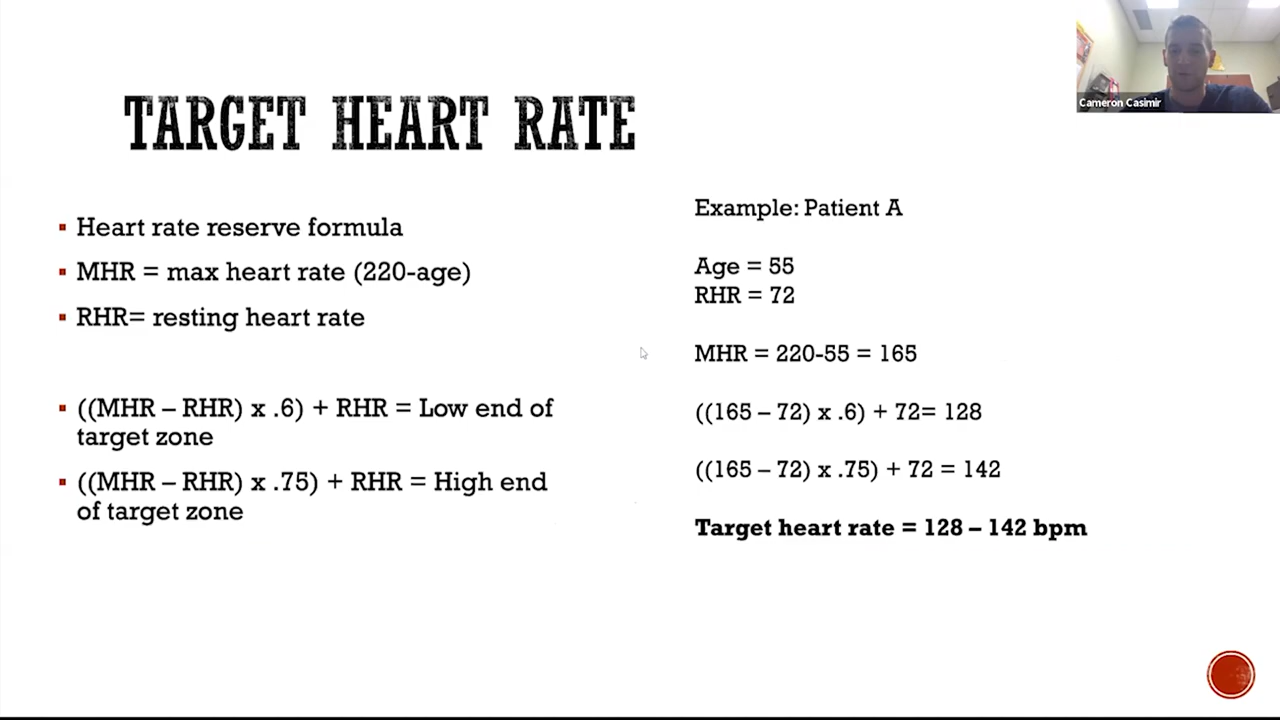 Cameron Casimir
TARGET HEART RATE
Heart rate reserve formula
MHR = max heart rate (220-age)
RHR= resting heart rate
((MHR – RHR) x .6) + RHR = Low end of
target zone
((MHR – RHR) x .75) + RHR = High end
of target zone
Example: Patient A
Age = 55
RHR = 72
MHR = 220-55 = 165
((165 – 72) x .6) + 72= 128
((165 – 72) x .75) + 72 = 142
Target heart rate = 128 – 142 bpm